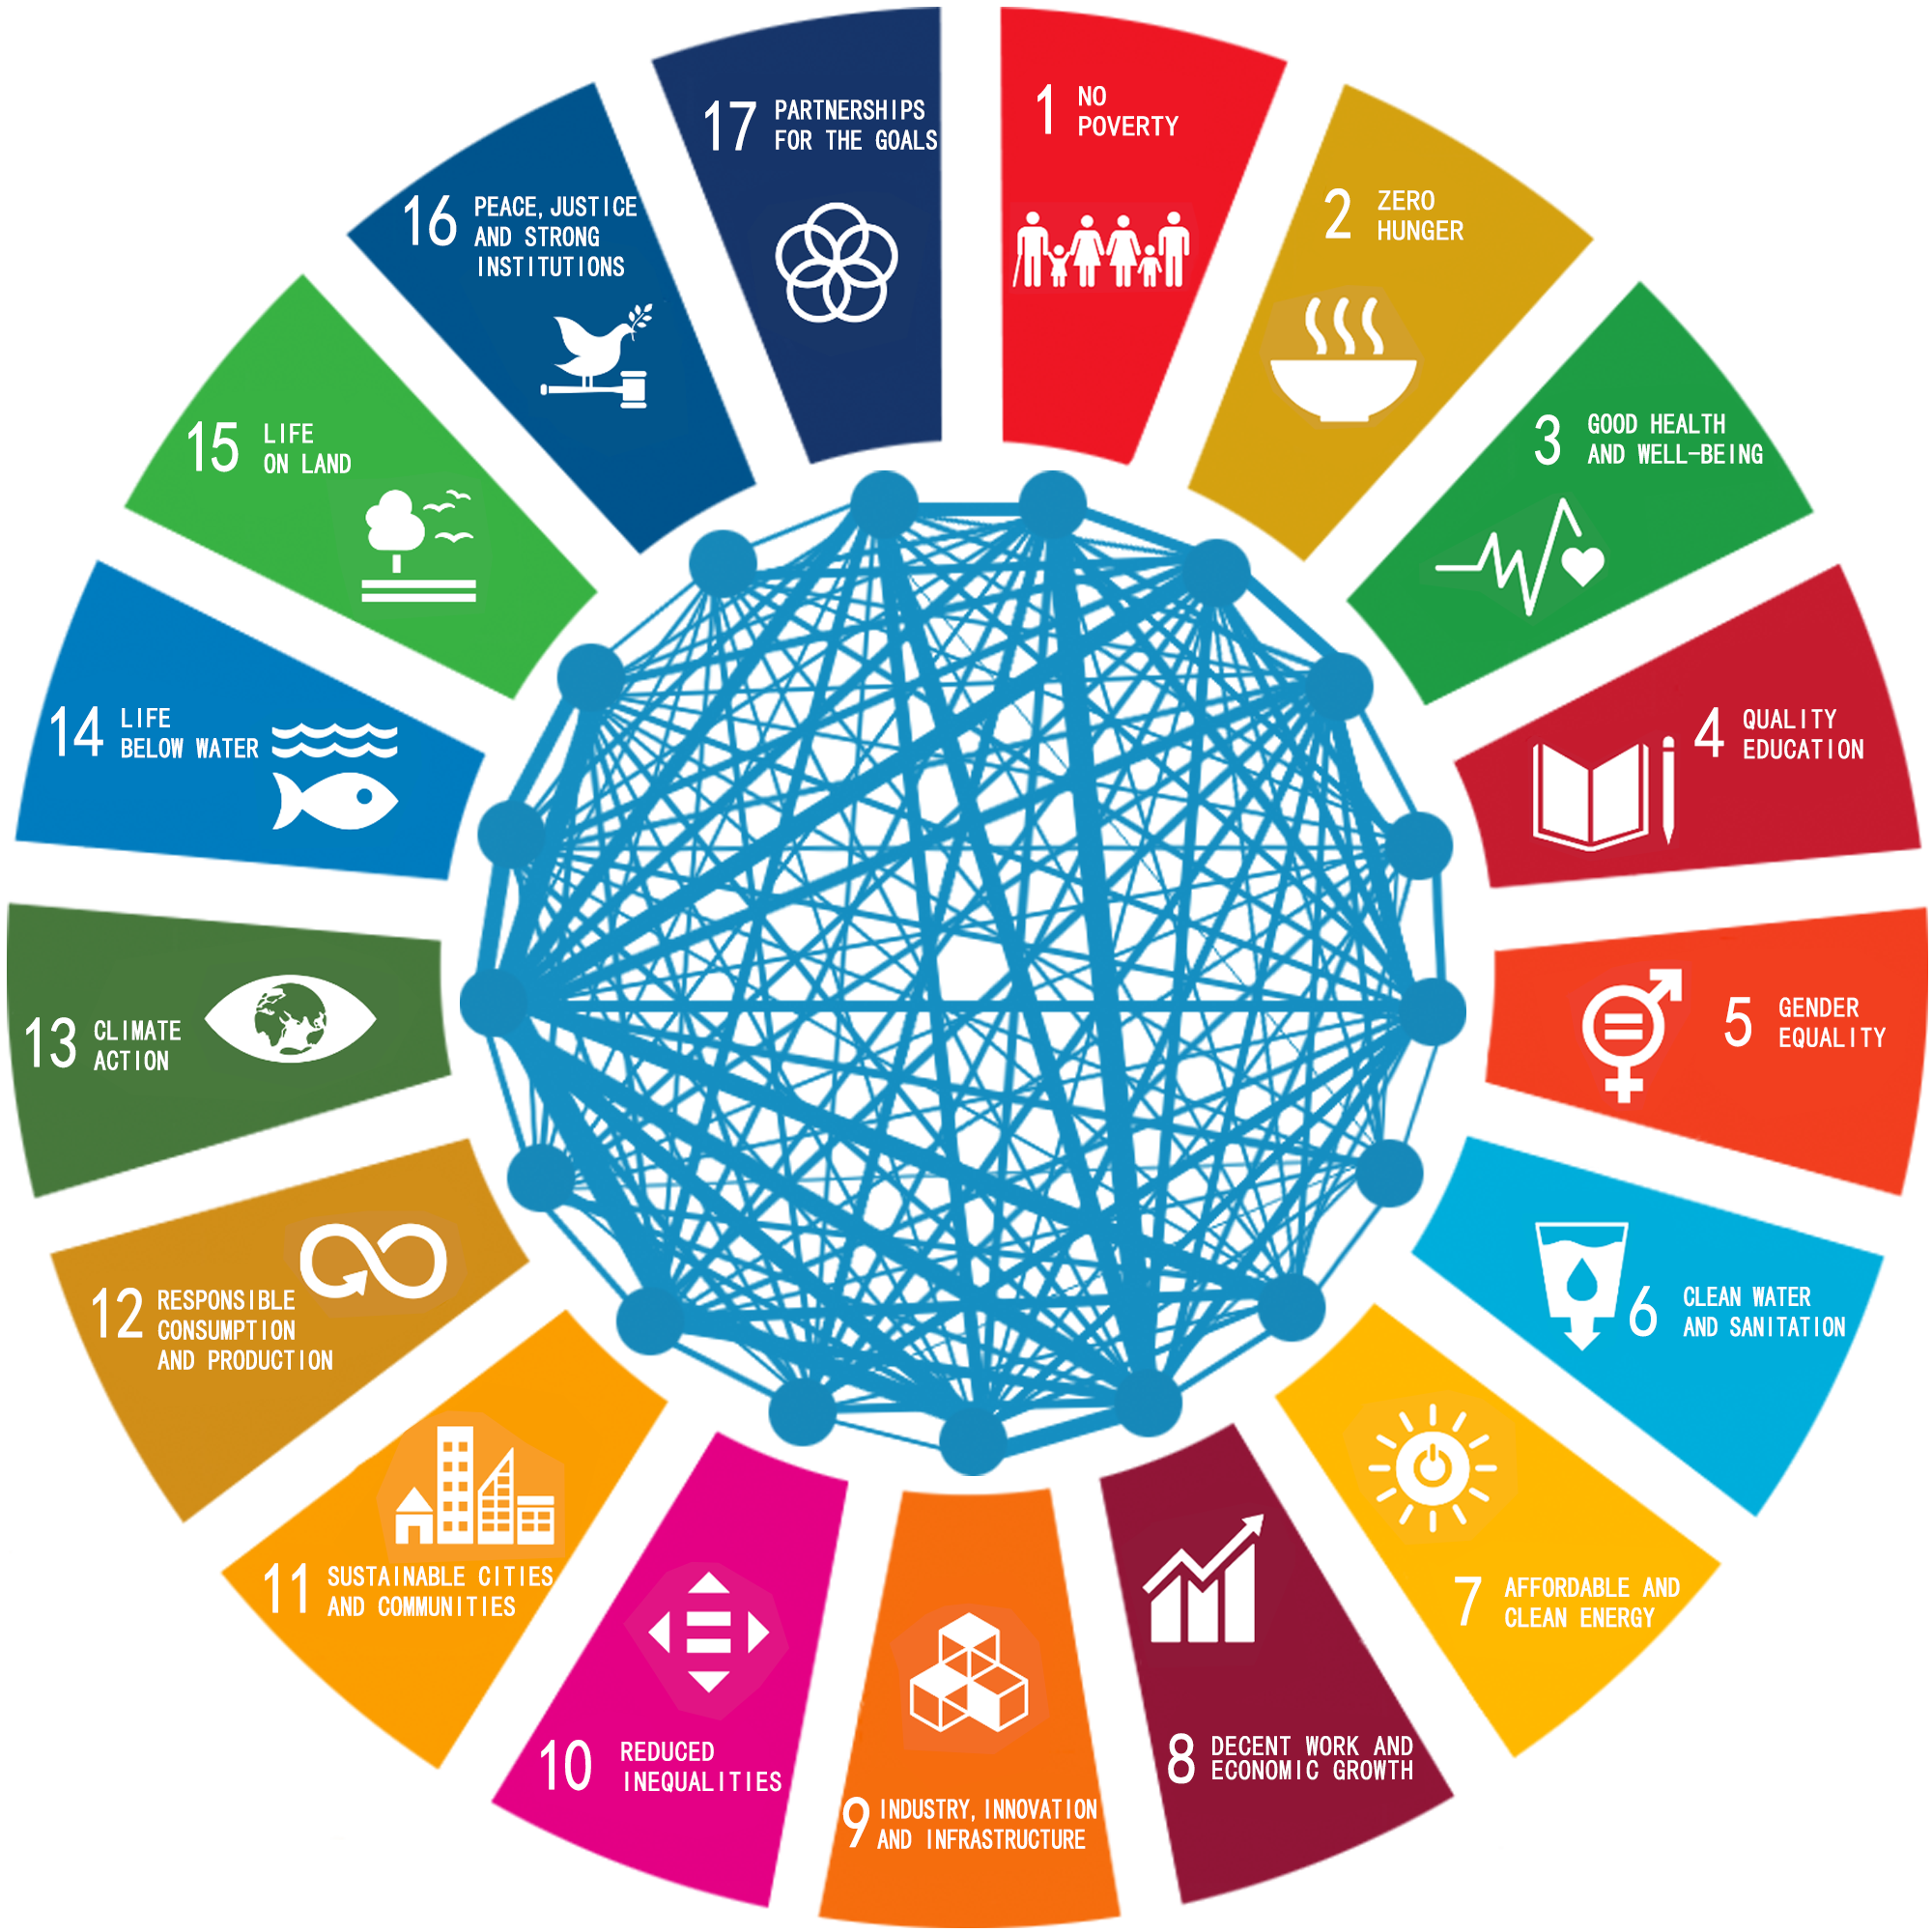 1 NO
POVERTY
2 ZERO
HUNGER
3 GOOD HEALTH
AND WELL-BEING
4 QUALITY
EDUCATION
5 GENDER
EQUALITY
6 CLEAN WATER
AND SANITATION
7 AFFORDABLE AND
CLEAN ENERGY
8 DECENT WORK AND
ECONOMIC GROWTH
9 INDUSTRY, INNOVATION
AND INFRASTRUCTURE
10 REDUCED
INEQUALITIES
11 SUSTAINABLE CITIES
AND COMMUNITIES
12 RESPONSIBLE
CONSUMPTION
AND PRODUCTION
13 CLIMATE
ACTION
14 LIFE
BELOW WATER
15 LIFE
ON LAND
16 PEACE, JUSTICE
AND STRONG
INSTITUTIONS
17 PARTNERSHIPS
FOR THE GOALS